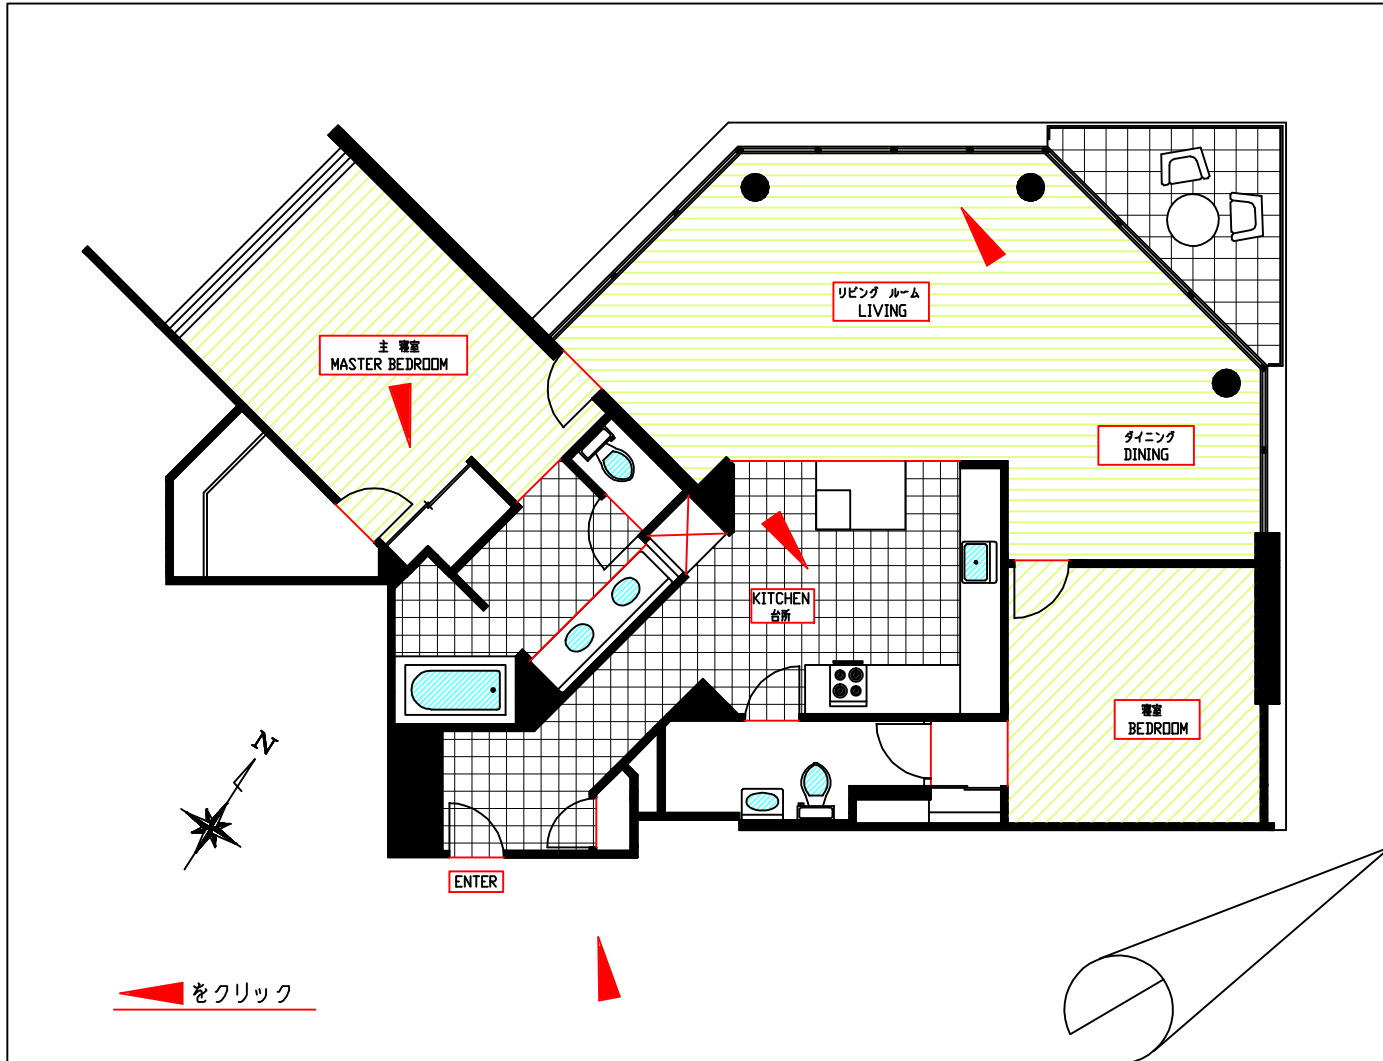 リビング ルーム
LIVING
主 寝室
MASTER BEDROOM
ダイニング
DINING
KITCHEN
台所
寝室
BEDROOM
N
ENTER
をクリック